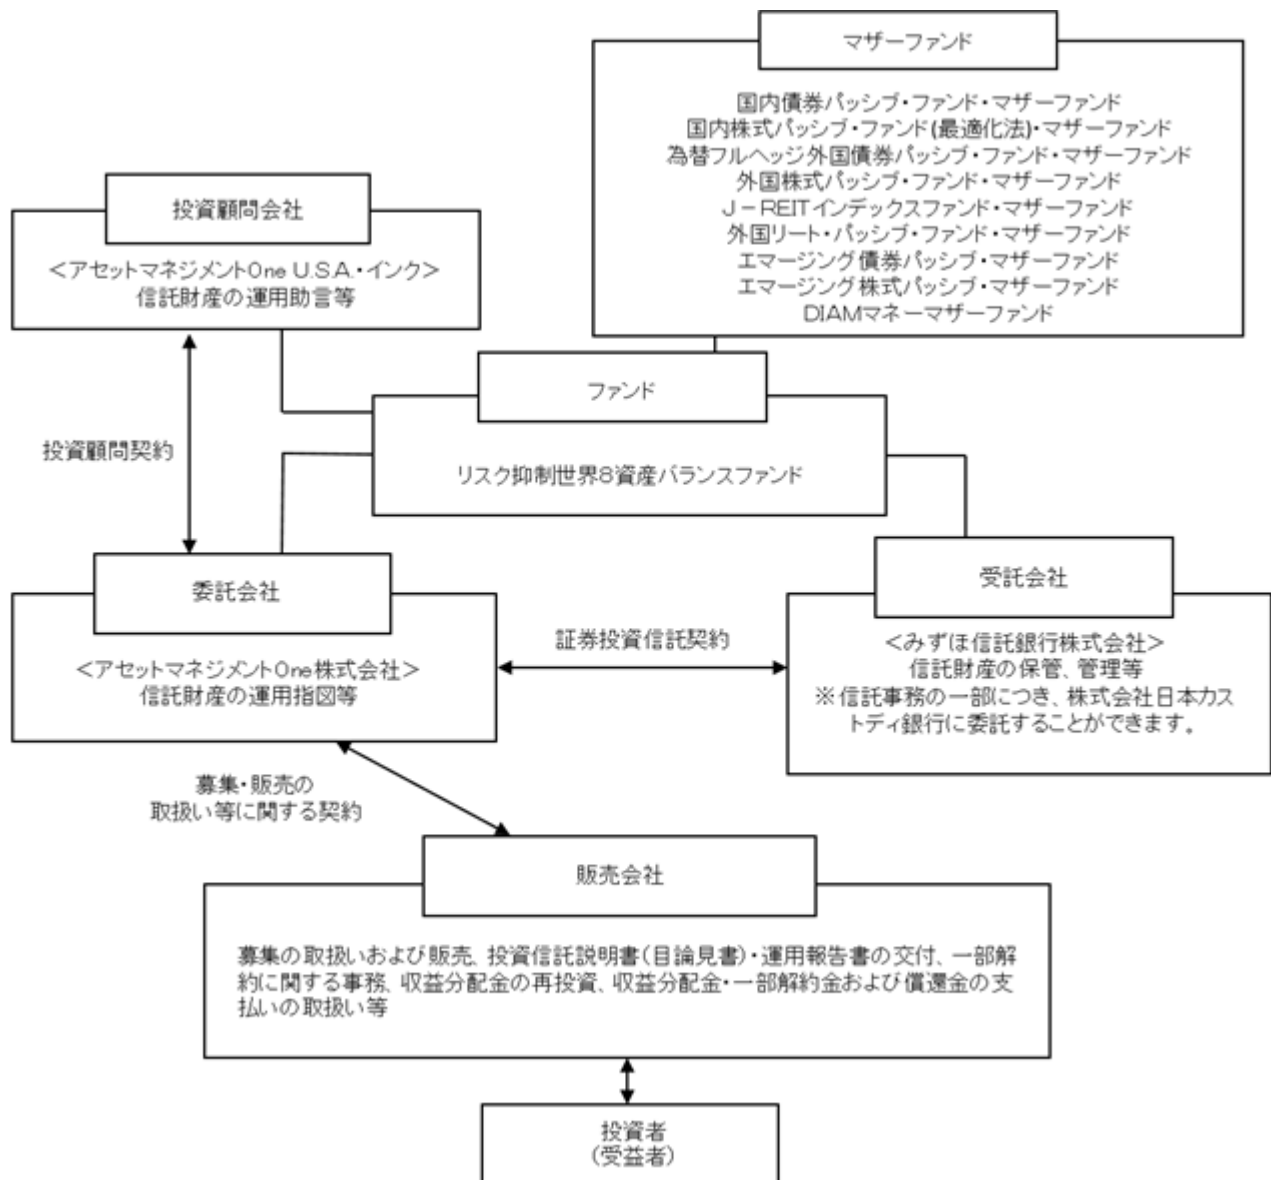 マザーファンド
国内債券パッシブ・ファンド・マザーファンド
国内株式パッシブ・ファンド(最適化法)・マザーファンド
為替フルヘッジ外国債券パッシブ・ファンド・マザーファンド
外国株式パッシブ・ファンド・マザーファンド
J－REITインデックスファンド・マザーファンド
外国リート・パッシブ・ファンド・マザーファンド
エマージング債券パッシブ・マザーファンド
エマージング株式パッシブ・マザーファンド
DIAMマネーマザーファンド
投資顧問会社
＜アセットマネジメントOne U.S.A.・インク＞
信託財産の運用助言等
ファンド
リスク抑制世界8資産バランスファンド
投資顧問契約
委託会社
＜アセットマネジメントOne株式会社＞
信託財産の運用指図等
証券投資信託契約
受託会社
＜みずほ信託銀行株式会社＞
信託財産の保管、管理等
※信託事務の一部につき、株式会社日本カス
トディ銀行に委託することができます。
募集・販売の
取扱い等に関する契約
販売会社
募集の取扱いおよび販売、投資信託説明書(目論見書)・運用報告書の交付、一部解
約に関する事務、収益分配金の再投資、収益分配金・一部解約金および償還金の支
払いの取扱い等
投資者
(受益者)